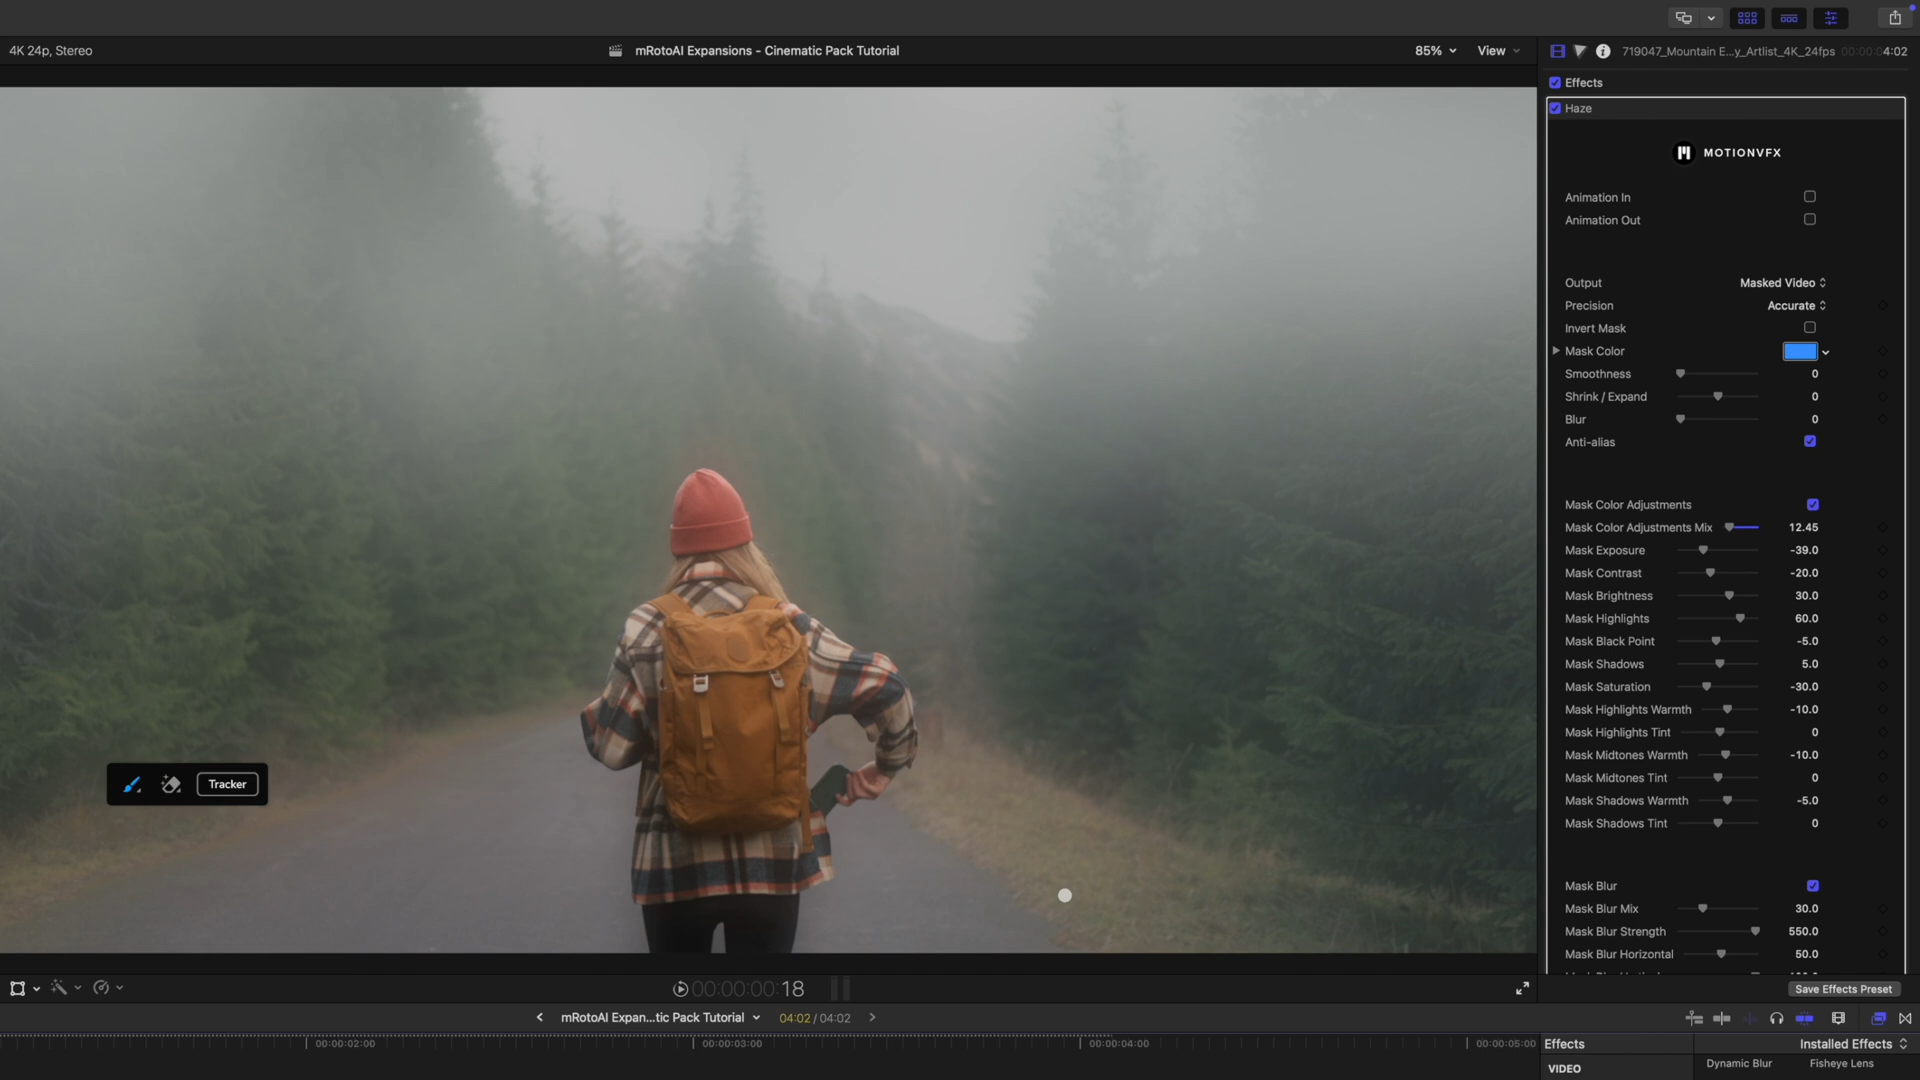 4K 24p, Stereo
mRotoAI Expansions - Cinematic Pack Tutorial
85%
View
719047_Mountain E...y_Artlist_4K_24fps
00:00:04:02
Effects
Haze
MOTIONVFX
Animation In
Animation Out
Output Masked Video
Precision Accurate
Invert Mask
Mask Color
Smoothness 0
Shrink / Expand 0
Blur 0
Anti-alias
Mask Color Adjustments
Mask Color Adjustments Mix 12.45
Mask Exposure -39.0
Mask Contrast -20.0
Mask Brightness 30.0
Mask Highlights 60.0
Mask Black Point -5.0
Mask Shadows 5.0
Mask Saturation -30.0
Mask Highlights Warmth -10.0
Mask Highlights Tint 0
Mask Midtones Warmth -10.0
Mask Midtones Tint 0
Mask Shadows Warmth -5.0
Mask Shadows Tint 0
Mask Blur
Mask Blur Mix 30.0
Mask Blur Strength 550.0
Mask Blur Horizontal 50.0
Tracker
00:00:00:18
Save Effects Preset
mRotoAI Expan...tic Pack Tutorial
04:02 / 04:02
00:00:02:00
00:00:03:00
00:00:04:00
00:00:05:00
Effects
Installed Effects
VIDEO
Dynamic Blur
Fisheye Lens